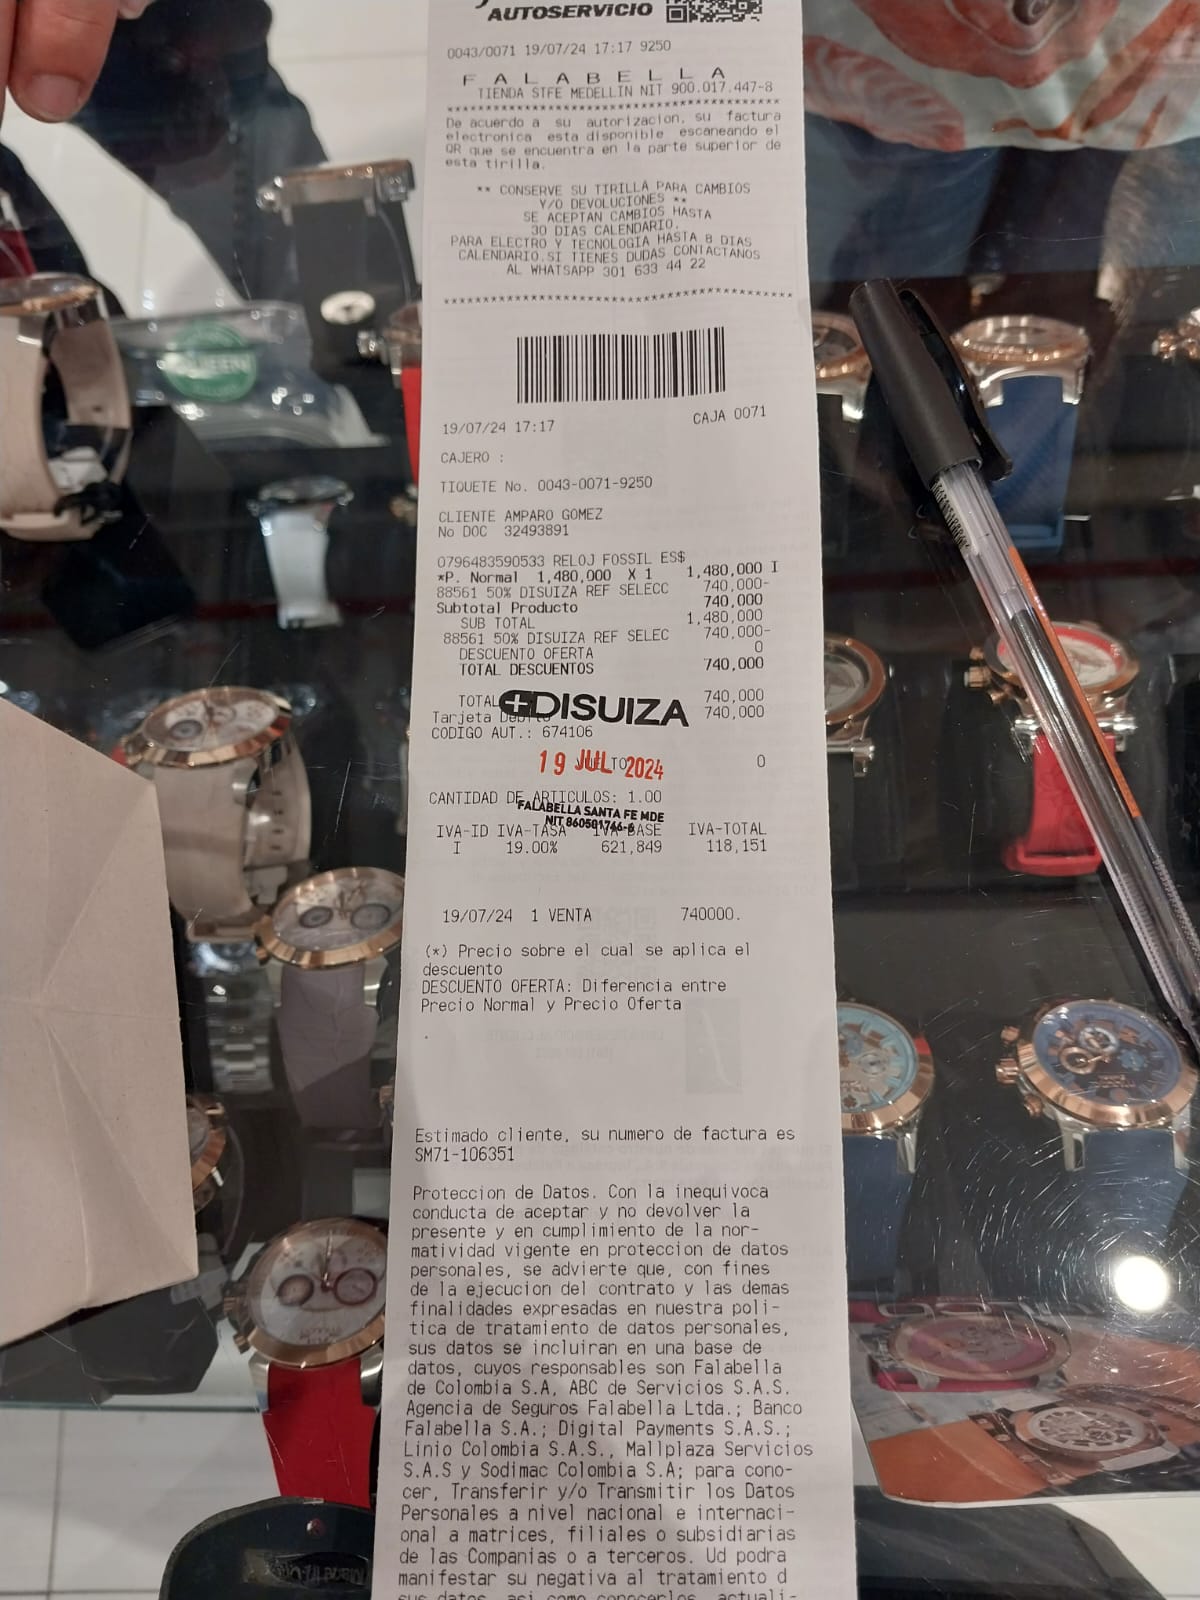 AUTOSERVICIO
0043/0071 19/07/24 17:17 9250
FALABELLA
TIENDA STFE MEDELLIN NIT 900.017.447-8
****************************************
De acuerdo a su autorizacion, su factura
electronica esta disponible escaneando el
QR que se encuentra en la parte superior de
esta tirilla.
** CONSERVE SU TIRILLA PARA CAMBIOS
Y/O DEVOLUCIONES **
SE ACEPTAN CAMBIOS HASTA
30 DIAS CALENDARIO.
PARA ELECTRO Y TECNOLOGIA HASTA 8 DIAS
CALENDARIO.SI TIENES DUDAS CONTACTANOS
AL WHATSAPP 301 633 44 22
****************************************
19/07/24 17:17 CAJA 0071
CAJERO :
TIQUETE No. 0043-0071-9250
CLIENTE AMPARO GOMEZ
No DOC 32493891
0796483590533 RELOJ FOSSIL ES$
*P. Normal 1,480,000 X 1 1,480,000 I
88561 50% DISUIZA REF SELECC 740,000-
Subtotal Producto 740,000
SUB TOTAL 1,480,000
88561 50% DISUIZA REF SELEC 740,000-
DESCUENTO OFERTA 0
TOTAL DESCUENTOS 740,000
TOTAL 740,000
DISUIZA
Tarjeta Debito 740,000
CODIGO AUT.: 674106
19 JUL 2024
0
CANTIDAD DE ARTICULOS: 1.00
FALABELLA SANTA FE MDE
NIT 860501746-6
IVA-ID IVA-TASA IVA-BASE IVA-TOTAL
I 19.00% 621,849 118,151
19/07/24 1 VENTA 740000.
(*) Precio sobre el cual se aplica el
descuento
DESCUENTO OFERTA: Diferencia entre
Precio Normal y Precio Oferta
.
Estimado cliente, su numero de factura es
SM71-106351
Proteccion de Datos. Con la inequivoca
conducta de aceptar y no devolver la
presente y en cumplimiento de la nor-
matividad vigente en proteccion de datos
personales, se advierte que, con fines
de la ejecucion del contrato y las demas
finalidades expresadas en nuestra poli-
tica de tratamiento de datos personales,
sus datos se incluiran en una base de
datos, cuyos responsables son Falabella
de Colombia S.A, ABC de Servicios S.A.S.
Agencia de Seguros Falabella Ltda.; Banco
Falabella S.A.; Digital Payments S.A.S.;
Linio Colombia S.A.S., Mallplaza Servicios
S.A.S y Sodimac Colombia S.A; para cono-
cer, Transferir y/o Transmitir los Datos
Personales a nivel nacional e internaci-
onal a matrices, filiales o subsidiarias
de las Companias o a terceros. Ud podra
manifestar su negativa al tratamiento d
sus datos, asi como conocerlos, actuali-